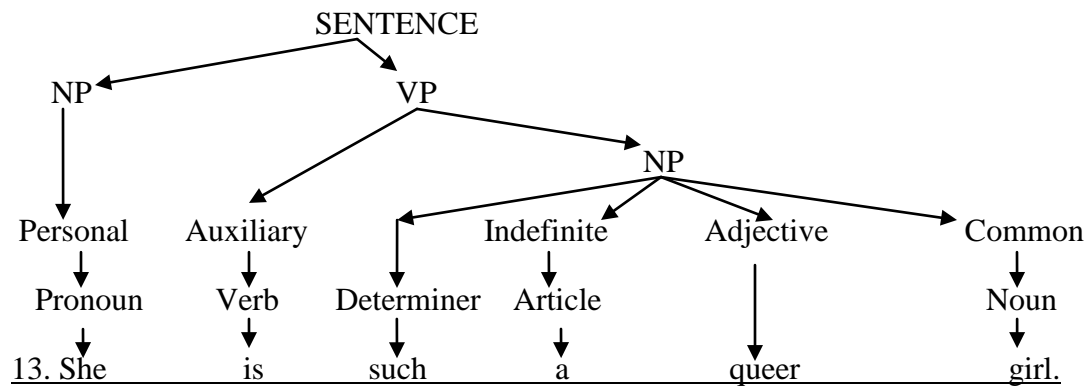 SENTENCE
NP VP
NP
Personal Auxiliary Indefinite Adjective Common
Pronoun Verb Determiner Article Noun
13. She is such a queer girl.